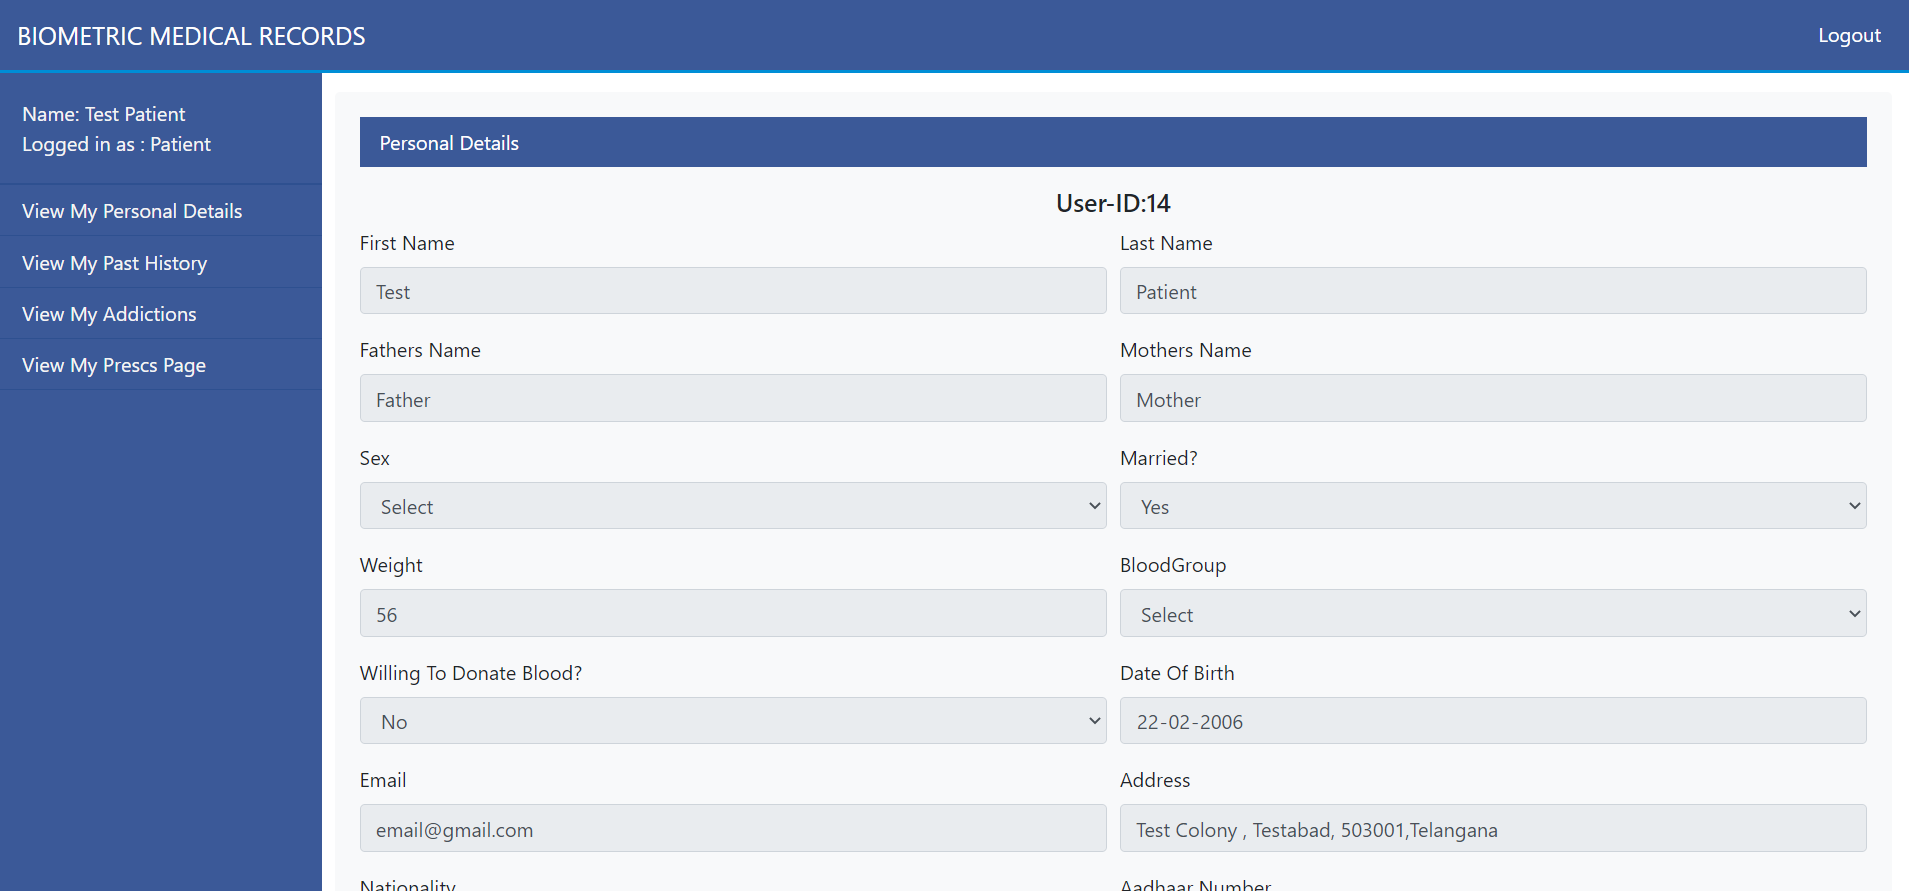 BIOMETRIC MEDICAL RECORDS
Logout
Name: Test Patient
Logged in as : Patient
View My Personal Details
View My Past History
View My Addictions
View My Prescs Page
Personal Details
User-ID:14
First Name
Last Name
Test
Patient
Fathers Name
Mothers Name
Father
Mother
Sex
Married?
Select
Yes
Weight
BloodGroup
56
Select
Willing To Donate Blood?
Date Of Birth
No
22-02-2006
Email
Address
email@gmail.com
Test Colony , Testabad, 503001,Telangana
Nationality
Aadhaar Number